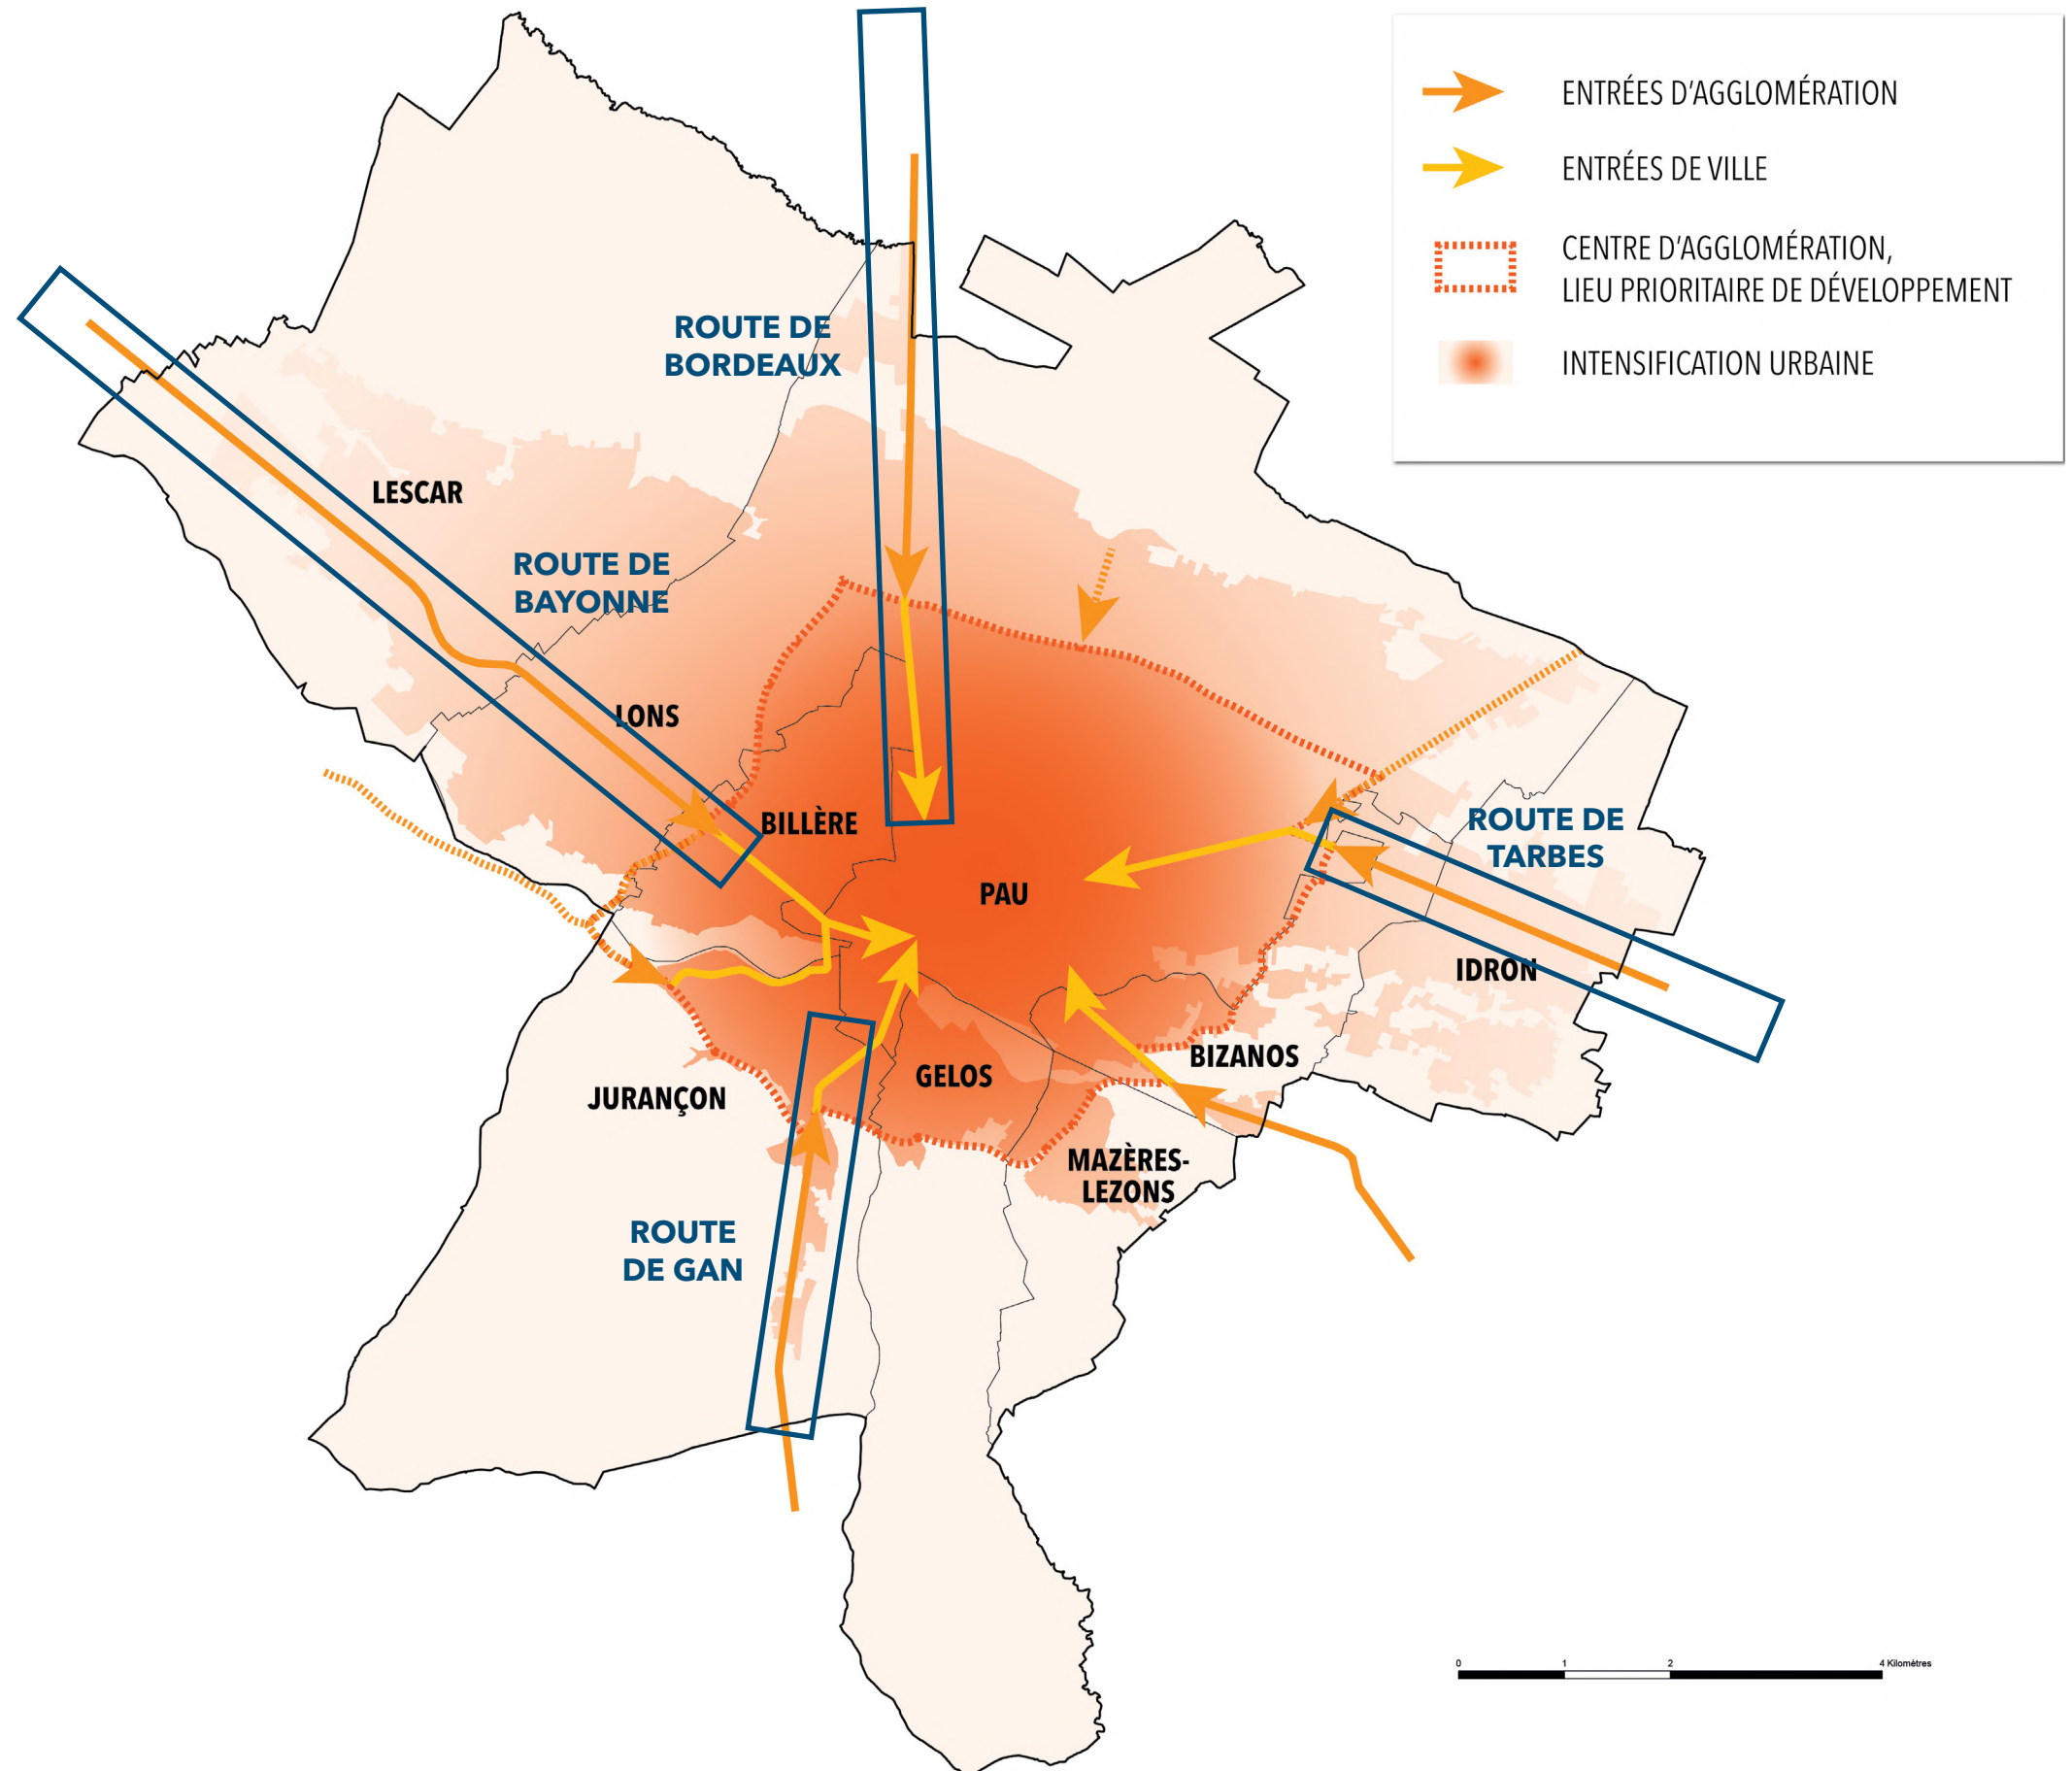 ENTRÉES D'AGGLOMÉRATION
ENTRÉES DE VILLE
CENTRE D'AGGLOMÉRATION,
LIEU PRIORITAIRE DE DÉVELOPPEMENT
INTENSIFICATION URBAINE
ROUTE DE
BORDEAUX
LESCAR
ROUTE DE
BAYONNE
LONS
BILLÈRE
ROUTE DE
TARBES
PAU
IDRON
BIZANOS
GELOS
JURANÇON
MAZÈRES-
LEZONS
ROUTE
DE GAN
0 1 2 4 Kilomètres